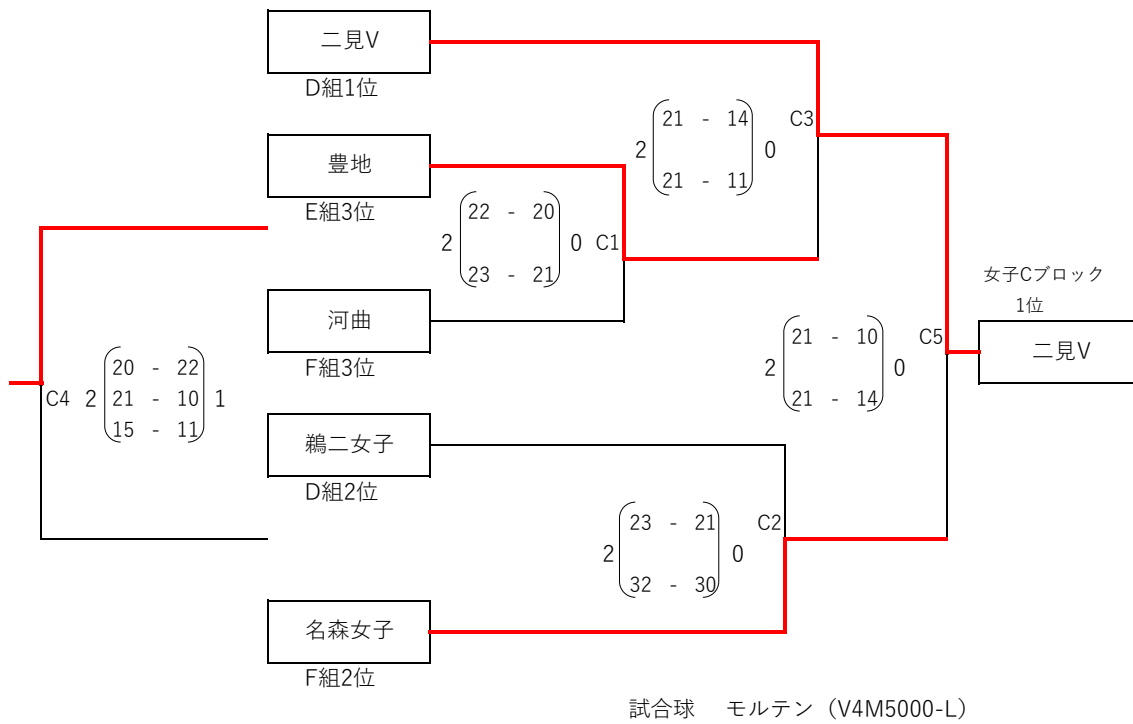 二見V
D組1位
21 - 14 C3
2 0
21 - 11
豊地
E組3位
22 - 20
2 0 C1
23 - 21
女子Cブロック
1位
二見V
河曲
F組3位
21 - 10 C5
2 0
21 - 14
20 - 22
C4 2 21 - 10 1
15 - 11
鵜二女子
D組2位
23 - 21 C2
2 0
32 - 30
名森女子
F組2位
試合球 モルテン（V4M5000-L）